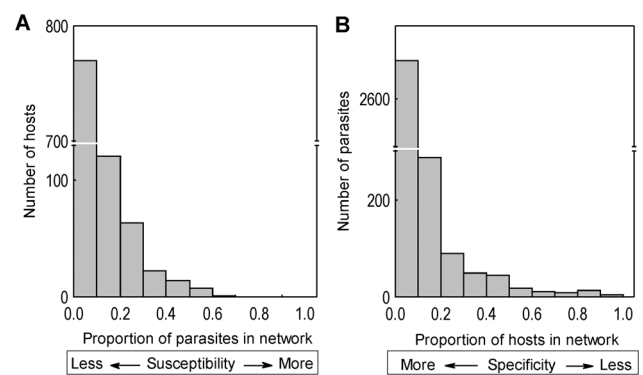 A
800
700
100
0
Number of hosts
0.0 0.2 0.4 0.6 0.8 1.0
Proportion of parasites in network
Less Susceptibility More
B
2600
200
0
Number of parasites
0.0 0.2 0.4 0.6 0.8 1.0
Proportion of hosts in network
More Specificity Less